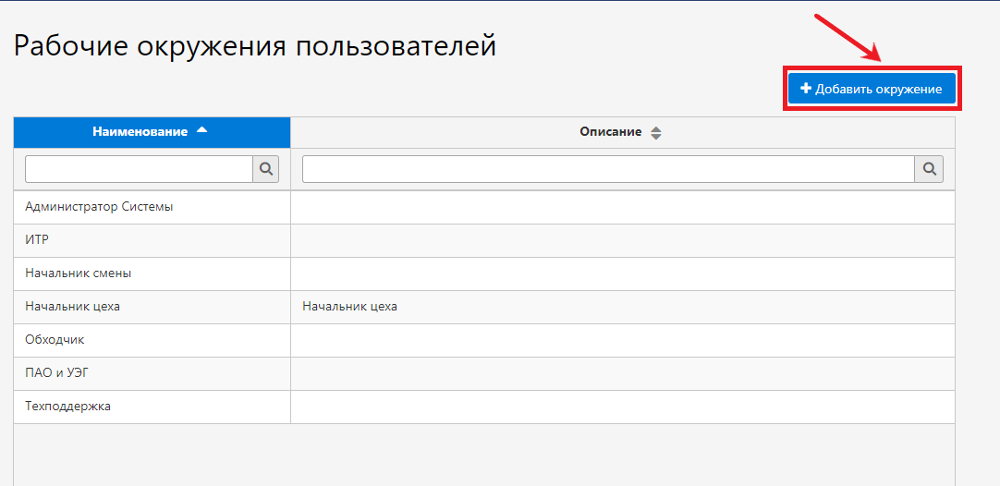 Рабочие окружения пользователей
Добавить окружение
Наименование Описание
Администратор Системы
ИТР
Начальник смены
Начальник цеха Начальник цеха
Обходчик
ПАО и УЭГ
Техподдержка